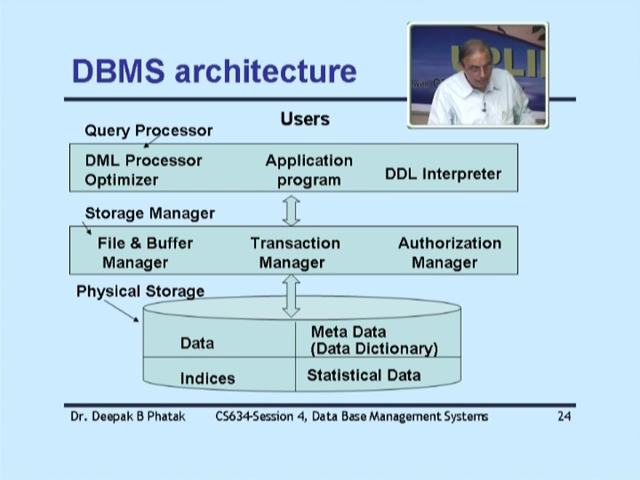 DBMS architecture
UPLI
Users
Query Processor
DML Processor
Optimizer
Application
program
DDL Interpreter
Storage Manager
File & Buffer
Manager
Transaction
Manager
Authorization
Manager
Physical Storage
Data
Meta Data
(Data Dictionary)
Indices
Statistical Data
Dr. Deepak B Phatak CS634-Session 4, Data Base Management Systems 24